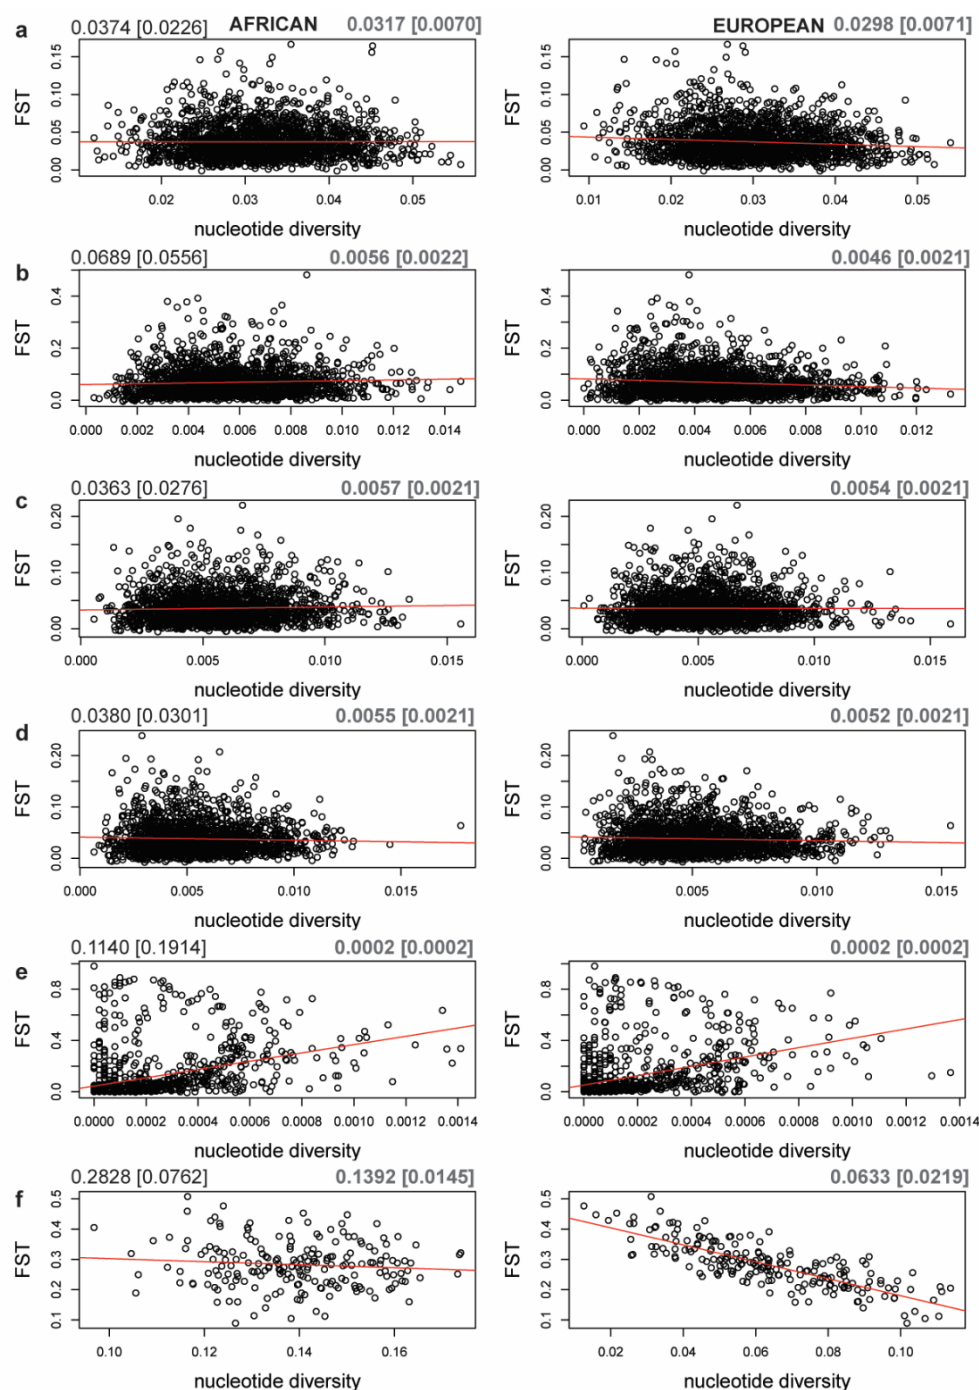 a 0.0374 [0.0226] AFRICAN 0.0317 [0.0070] EUROPEAN 0.0298 [0.0071]
FST 0.00 0.05 0.10 0.15 FST 0.00 0.05 0.10 0.15
0.02 0.03 0.04 0.05 0.01 0.02 0.03 0.04 0.05
nucleotide diversity nucleotide diversity
b 0.0689 [0.0556] 0.0056 [0.0022] 0.0046 [0.0021]
FST 0.0 0.2 0.4 FST 0.0 0.2 0.4
0.000 0.002 0.004 0.006 0.008 0.010 0.012 0.014 0.000 0.002 0.004 0.006 0.008 0.010 0.012
nucleotide diversity nucleotide diversity
c 0.0363 [0.0276] 0.0057 [0.0021] 0.0054 [0.0021]
FST 0.00 0.10 0.20 FST 0.00 0.10 0.20
0.000 0.005 0.010 0.015 0.000 0.005 0.010 0.015
nucleotide diversity nucleotide diversity
d 0.0380 [0.0301] 0.0055 [0.0021] 0.0052 [0.0021]
FST 0.00 0.10 0.20 FST 0.00 0.10 0.20
0.000 0.005 0.010 0.015 0.005 0.010 0.015
nucleotide diversity nucleotide diversity
e 0.1140 [0.1914] 0.0002 [0.0002] 0.0002 [0.0002]
FST 0.0 0.4 0.8 FST 0.0 0.4 0.8
0.0000 0.0002 0.0004 0.0006 0.0008 0.0010 0.0012 0.0014 0.0000 0.0002 0.0004 0.0006 0.0008 0.0010 0.0012 0.0014
nucleotide diversity nucleotide diversity
f 0.2828 [0.0762] 0.1392 [0.0145] 0.0633 [0.0219]
FST 0.1 0.2 0.3 0.4 0.5 FST 0.1 0.2 0.3 0.4 0.5
0.10 0.12 0.14 0.16 0.02 0.04 0.06 0.08 0.10
nucleotide diversity nucleotide diversity